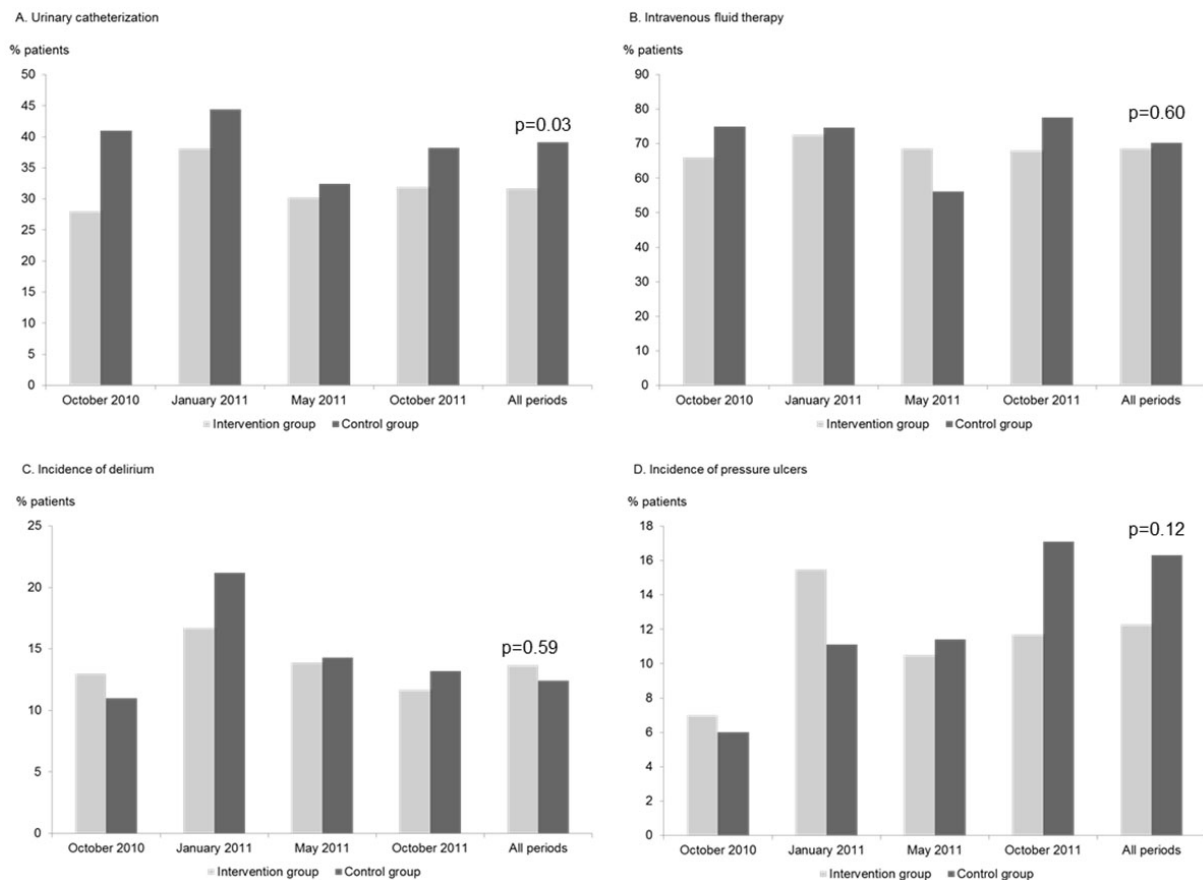 A. Urinary catheterization
% patients
50
45
40
35
30
25
20
15
10
5
0
p=0.03
October 2010 January 2011 May 2011 October 2011 All periods
Intervention group Control group
B. Intravenous fluid therapy
% patients
90
80
70
60
50
40
30
20
10
0
p=0.60
October 2010 January 2011 May 2011 October 2011 All periods
Intervention group Control group
C. Incidence of delirium
% patients
25
20
15
10
5
0
p=0.59
October 2010 January 2011 May 2011 October 2011 All periods
Intervention group Control group
D. Incidence of pressure ulcers
% patients
18
16
14
12
10
8
6
4
2
0
p=0.12
October 2010 January 2011 May 2011 October 2011 All periods
Intervention group Control group